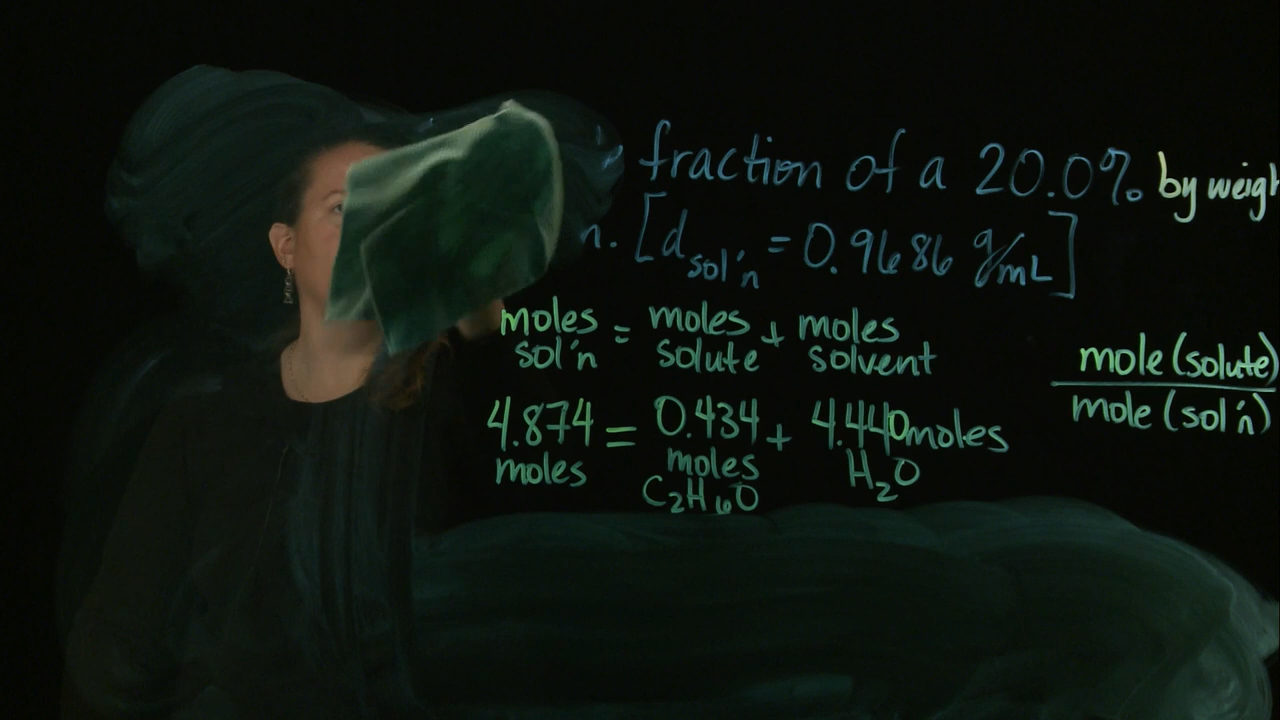 fraction of a 20.0% by weigh
n. [d sol'n = 0.9686 g/mL]
moles sol'n = moles solute + moles solvent
mole (solute)
mole (sol'n)
4.874 moles = 0.434 moles C₂H₆O + 4.440 moles H₂O